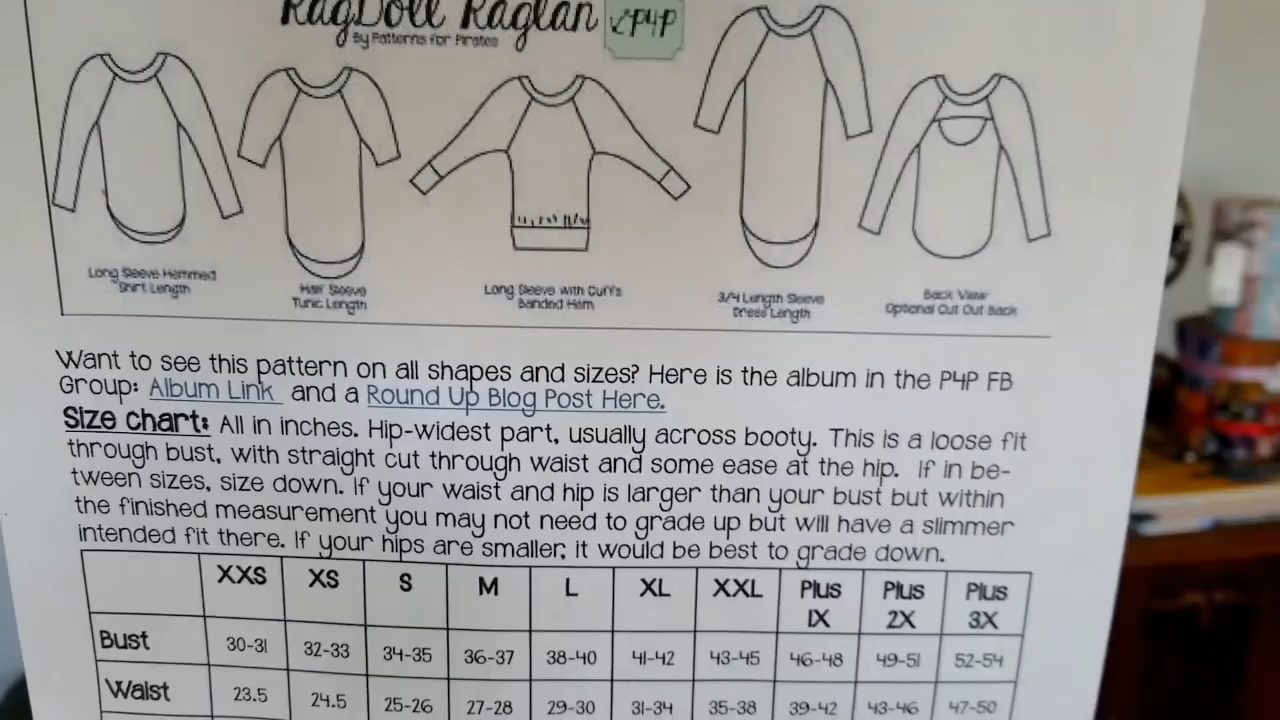 RagDoll Raglan
P4P
By Patterns for Pirates
Long Sleeve Hemmed
Shirt Length
Half Sleeve
Tunic Length
Long Sleeve with Cuffs
Banded Hem
3/4 Length Sleeve
Dress Length
Back View
Optional Cut Out Back
Want to see this pattern on all shapes and sizes? Here is the album in the P4P FB
Group: Album Link and a Round Up Blog Post Here.
Size chart: All in inches. Hip-widest part, usually across booty. This is a loose fit
through bust, with straight cut through waist and some ease at the hip. If in be-
tween sizes, size down. If your waist and hip is larger than your bust but within
the finished measurement you may not need to grade up but will have a slimmer
intended fit there. If your hips are smaller, it would be best to grade down.
XXS XS S M L XL XXL Plus 1X Plus 2X Plus 3X
Bust 30-31 32-33 34-35 36-37 38-40 41-42 43-45 46-48 49-51 52-54
Waist 23.5 24.5 25-26 27-28 29-30 31-34 35-38 39-42 43-46 47-50